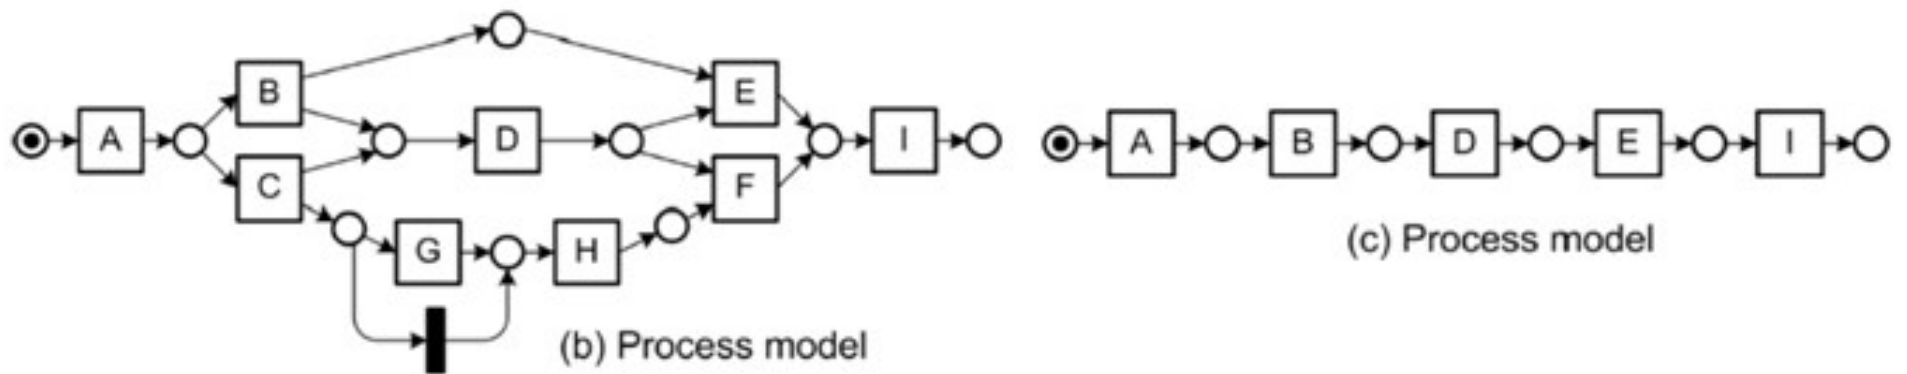 A
B
C
D
E
F
G
H
I
(b) Process model
A
B
D
E
I
(c) Process model